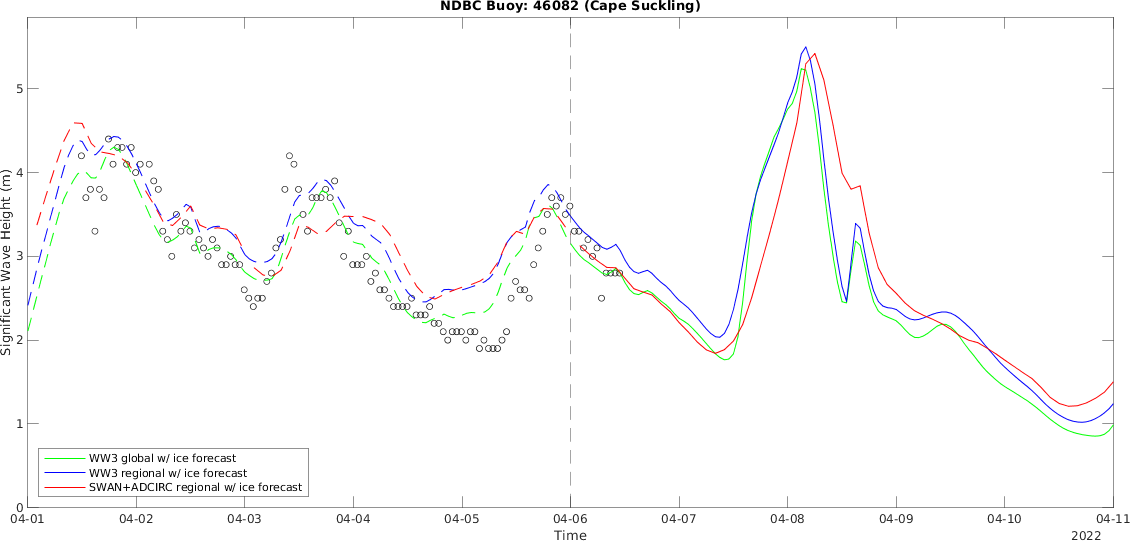 NDBC Buoy: 46082 (Cape Suckling)
Significant Wave Height (m)
5
4
3
2
1
0
WW3 global w/ ice forecast
WW3 regional w/ ice forecast
SWAN+ADCIRC regional w/ ice forecast
04-01 04-02 04-03 04-04 04-05 04-06 04-07 04-08 04-09 04-10 04-11
Time
2022